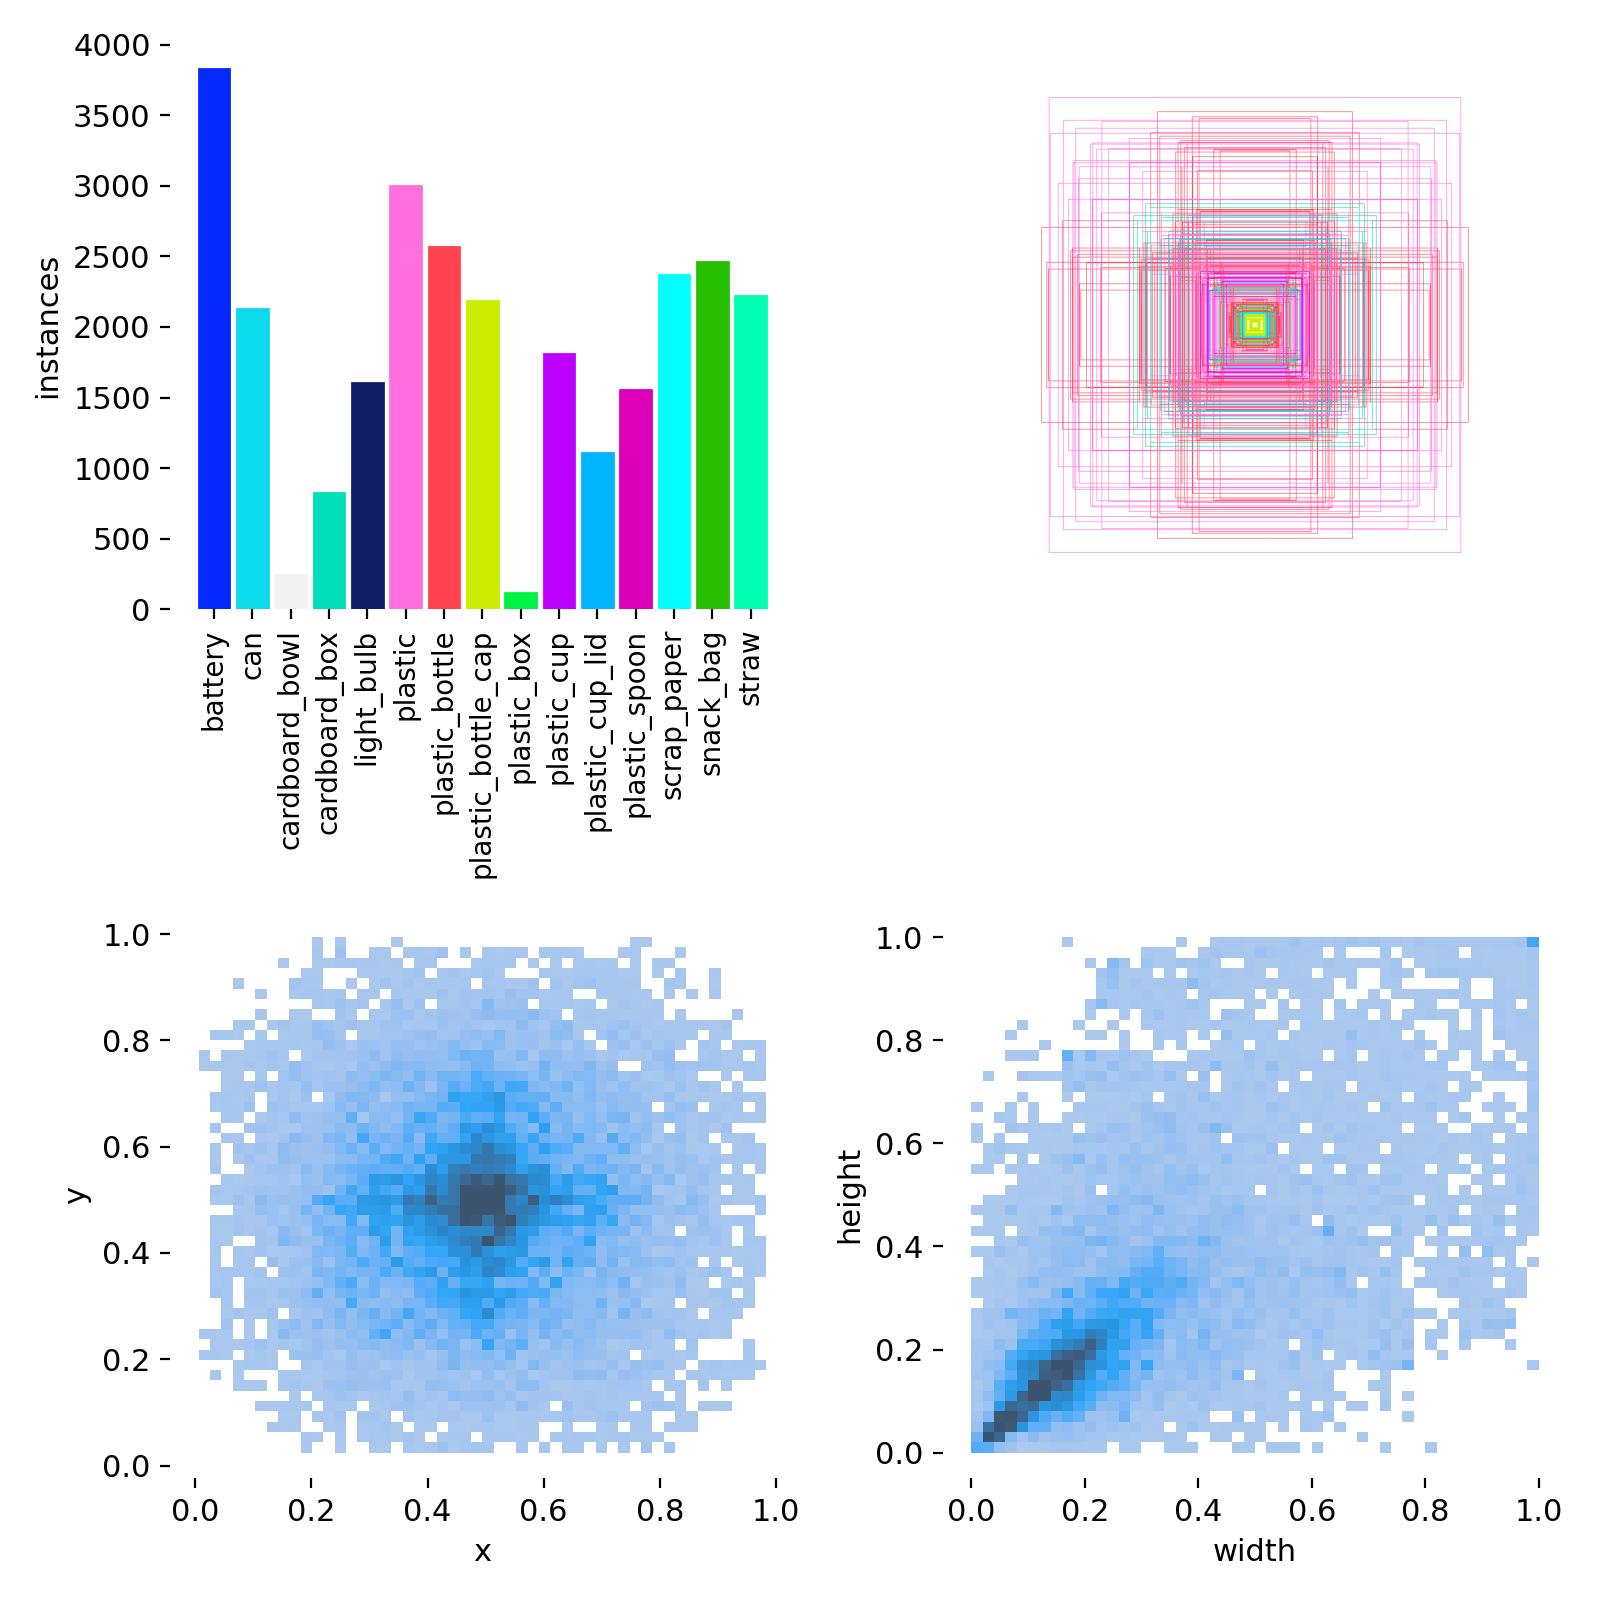 4000
3500
3000
2500
2000
1500
1000
500
0
instances
battery
can
cardboard_bowl
cardboard_box
light_bulb
plastic
plastic_bottle
plastic_bottle_cap
plastic_box
plastic_cup
plastic_cup_lid
plastic_spoon
scrap_paper
snack_bag
straw
1.0
0.8
0.6
0.4
0.2
0.0
y
0.0 0.2 0.4 0.6 0.8 1.0
x
1.0
0.8
0.6
0.4
0.2
0.0
height
0.0 0.2 0.4 0.6 0.8 1.0
width